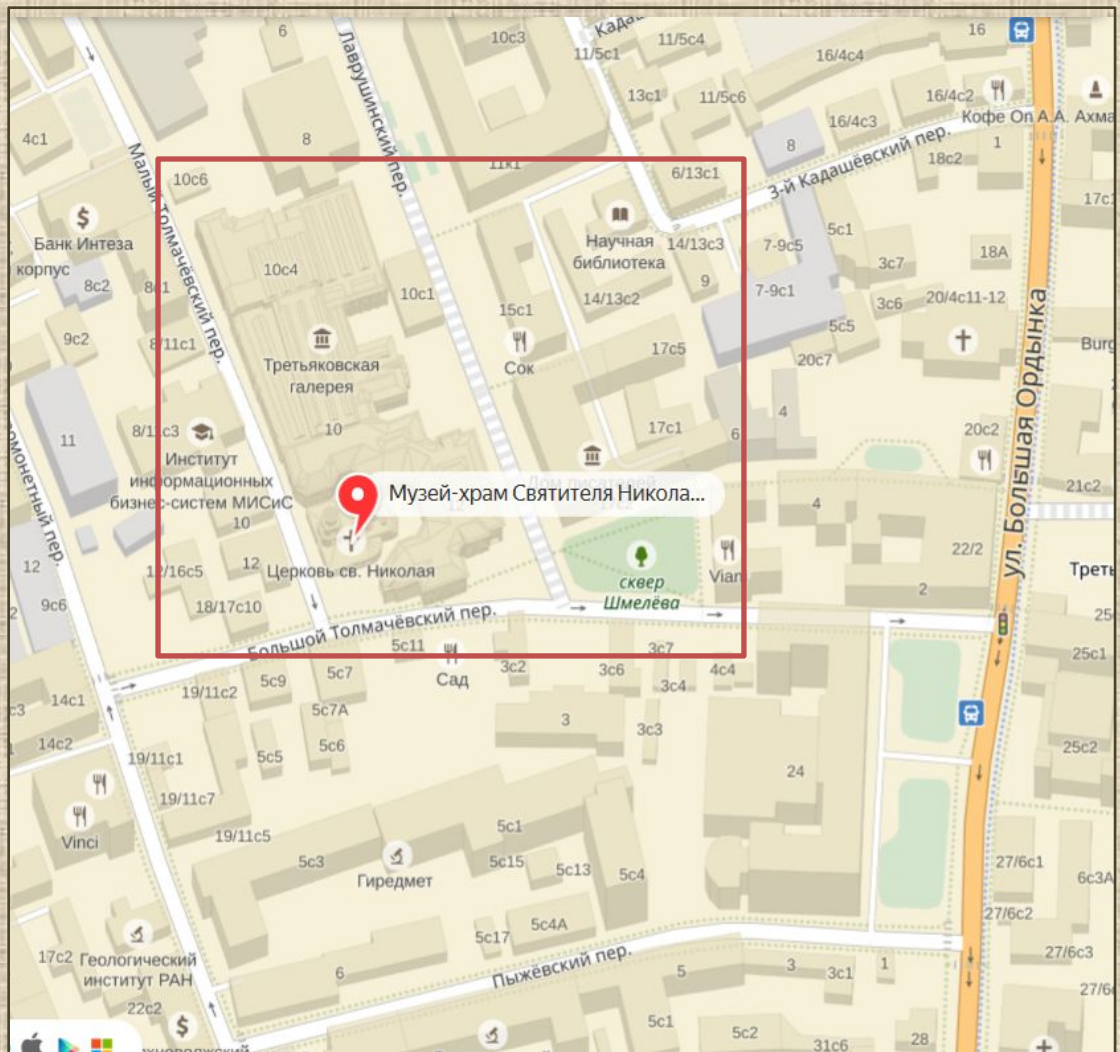 6
10с3
Када
11/5с1
11/5с4
16
16/4с4
Лаврушинский пер.
13с1
11/5с6
16/4с2
Кофе On
А.А. Ахма
4с1
8
16/4с3
8
1
18с2
3-й Кадашёвский пер.
Малый Толмачёвский пер.
10с6
11к1
6/13с1
17с1
Банк Интеза
корпус
8с2
Научная
библиотека
14/13с3
7-9с5
5с1
18А
10с4
10с1
3с7
9
14/13с2
7-9с1
3с6
20/4с11-12
15с1
9с2
8/11с1
5с5
Третьяковская
галерея
Сок
17с5
20с7
Burg
ул. Большая Ордынка
11
8/11с3
10
17с1
6
4
20с2
Институт
информационных
бизнес-систем МИСиС
10
Музей-храм Святителя Никола...
Дом писателей
21с2
4
12
12/16с5
12
Церковь св. Николая
сквер
Шмелёва
22/2
Треть
9с6
18/17с10
2
25
Большой Толмачёвский пер.
5с11
3с7
25с1
14с1
19/11с2
5с9
5с7
Сад
3с2
3с6
3с4
4с4
5с7А
3
3с3
14с2
19/11с1
5с5
5с6
25с2
24
19/11с7
Vinci
19/11с5
5с1
5с3
5с15
5с13
5с4
27/6с1
6с3А
Гиредмет
5с4А
27/6с2
17с2
Геологический
институт РАН
5с17
27/6с3
6
Пыжёвский пер.
5
3
3с1
1
22с2
5с1
5с2
31с6
28